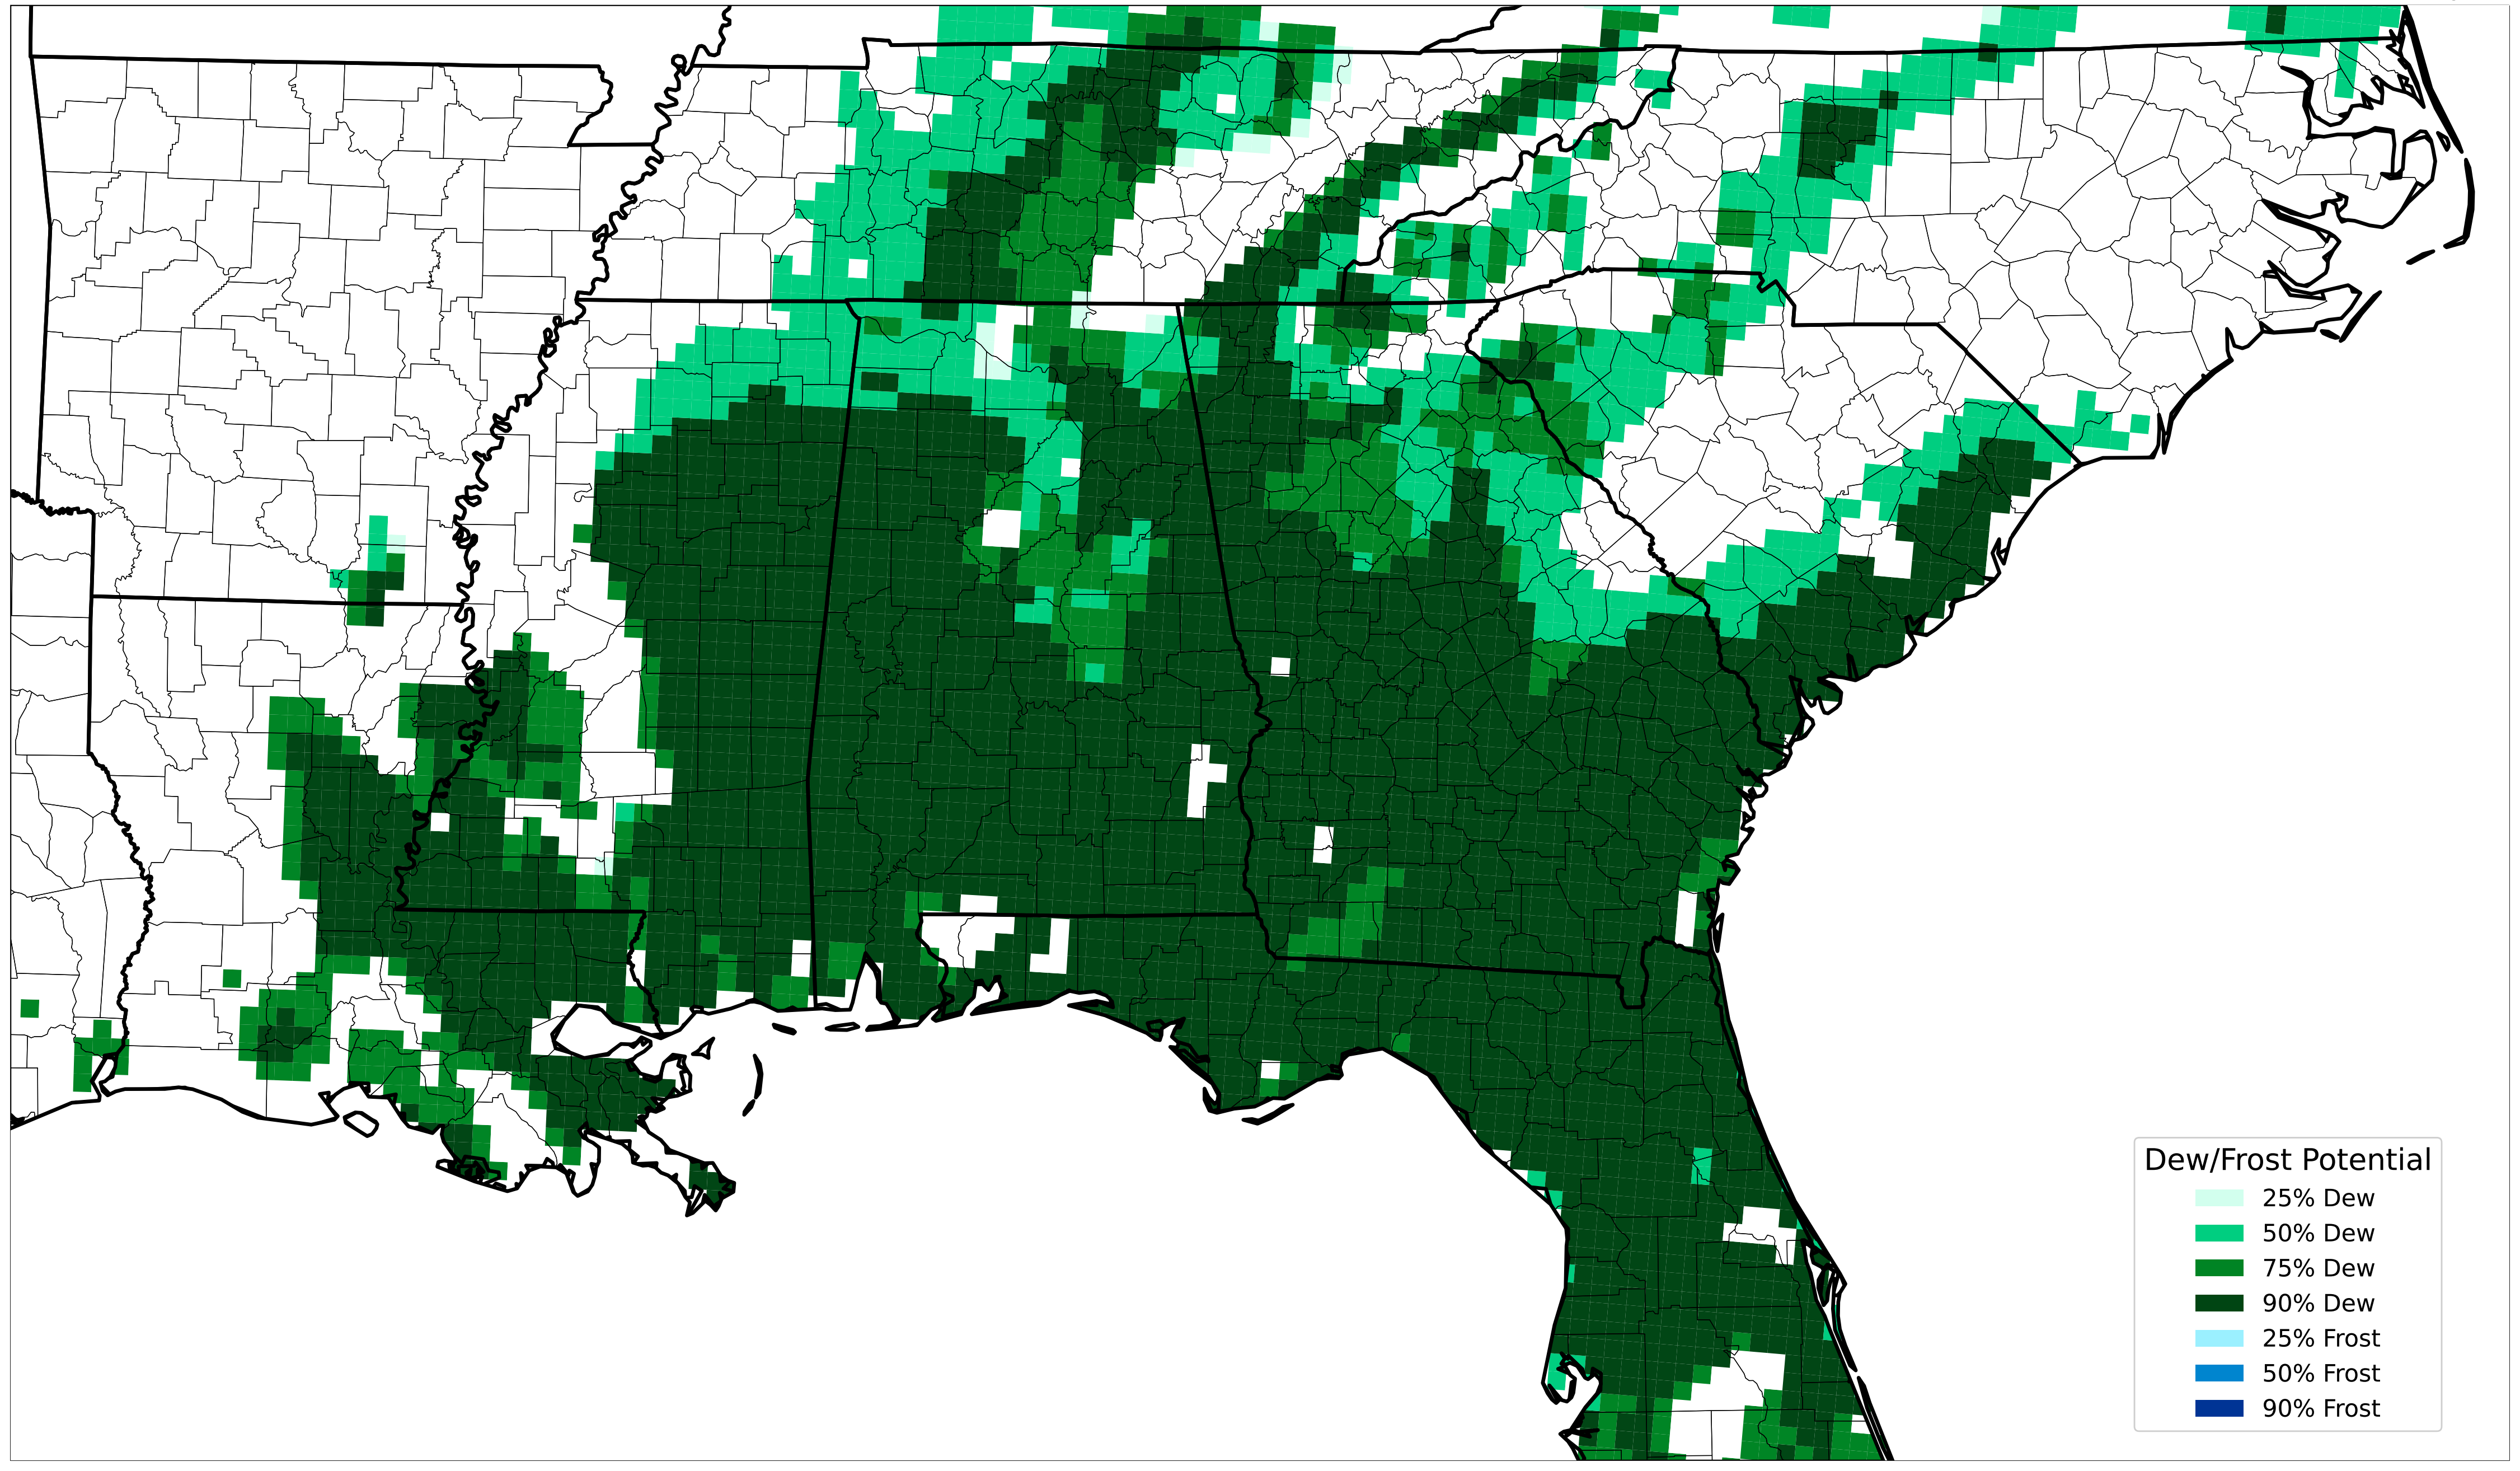 Dew/Frost Potential
25% Dew
50% Dew
75% Dew
90% Dew
25% Frost
50% Frost
90% Frost